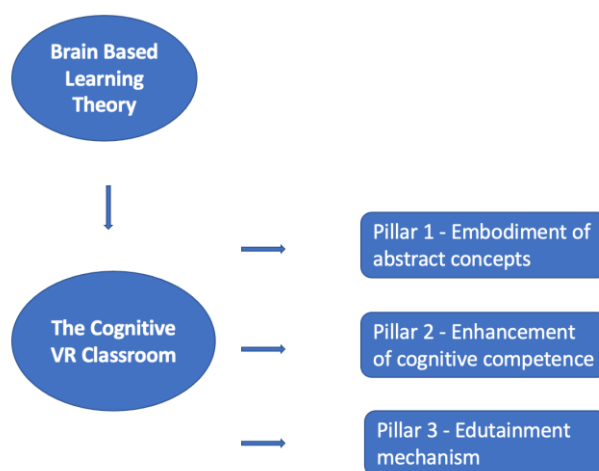 Brain Based
Learning
Theory
Pillar 1 - Embodiment of
abstract concepts
The Cognitive
VR Classroom
Pillar 2 - Enhancement
of cognitive competence
Pillar 3 - Edutainment
mechanism